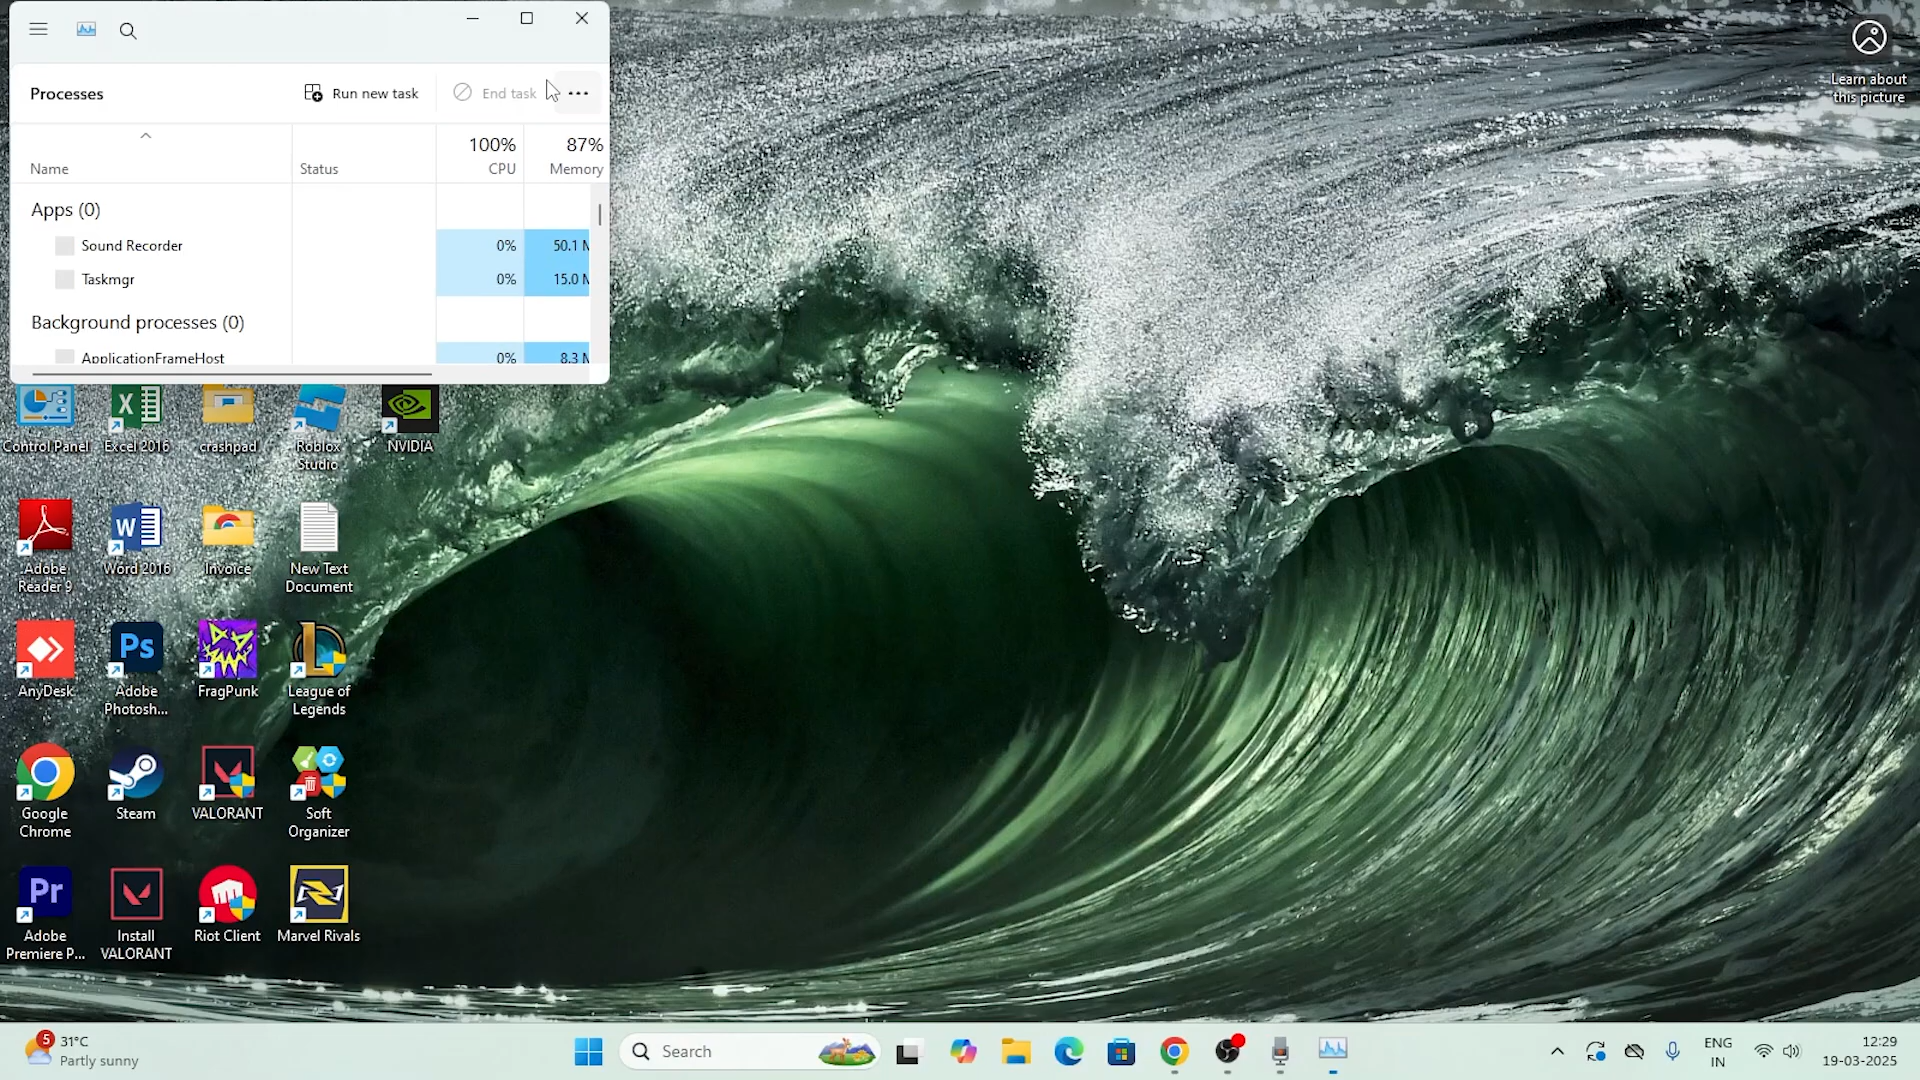 Processes
Run new task
End task
100%
87%
Name
Status
CPU
Memory
Apps (0)
Sound Recorder
0%
50.1 M
Taskmgr
0%
15.0 M
Background processes (0)
ApplicationFrameHost
0%
8.3 M
Learn about
this picture
Control Panel
Excel 2016
crashpad
Roblox
Studio
NVIDIA
Adobe
Reader 9
Word 2016
Invoice
New Text
Document
AnyDesk
Adobe
Photosh...
FragPunk
League of
Legends
Google
Chrome
Steam
VALORANT
Soft
Organizer
Adobe
Premiere P...
Install
VALORANT
Riot Client
Marvel Rivals
5
31°C
Partly sunny
Search
ENG
IN
12:29
19-03-2025